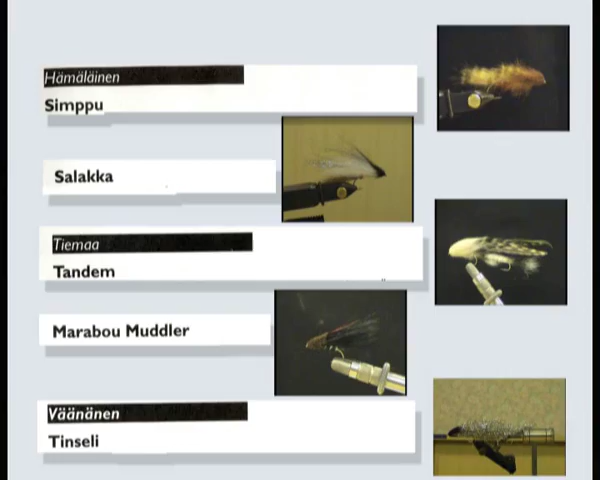 Hämäläinen
Simppu
Salakka
Tiemaa
Tandem
Marabou Muddler
Väänänen
Tinseli